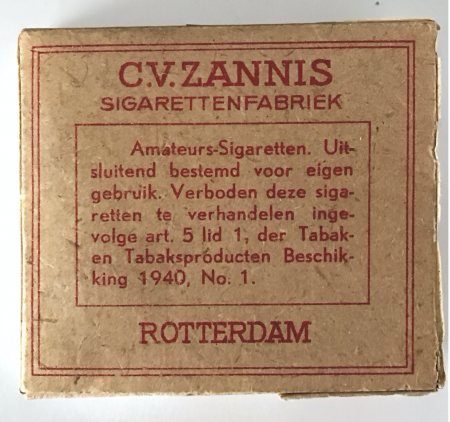 C.V. ZANNIS
SIGARETTENFABRIEK
Amateurs-Sigaretten. Uit-
sluitend bestemd voor eigen
gebruik. Verboden deze siga-
retten te verhandelen inge-
volge art. 5 lid 1, der Tabak-
en Tabaksproducten Beschik-
king 1940, No. 1.
ROTTERDAM